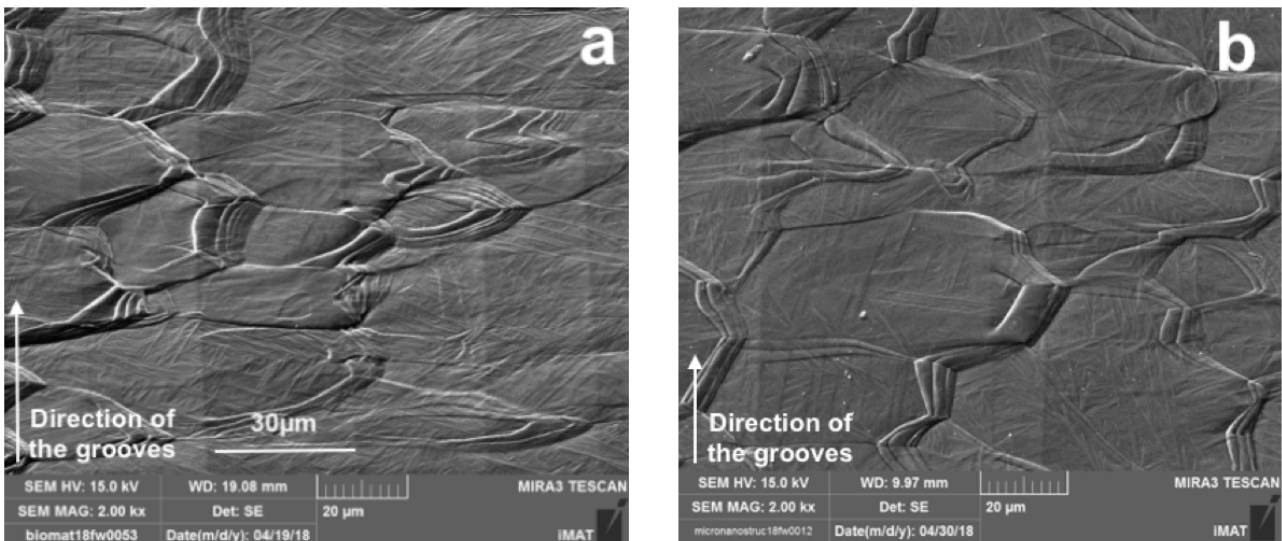 a
Direction of
the grooves
30μm
SEM HV: 15.0 kV
WD: 19.08 mm
MIRA3 TESCAN
SEM MAG: 2.00 kx
Det: SE
20 μm
biomat18fw0053
Date(m/d/y): 04/19/18
iMAT
b
Direction of
the grooves
SEM HV: 15.0 kV
WD: 9.97 mm
MIRA3 TESCAN
SEM MAG: 2.00 kx
Det: SE
20 μm
micronanostruc18fw0012
Date(m/d/y): 04/30/18
iMAT